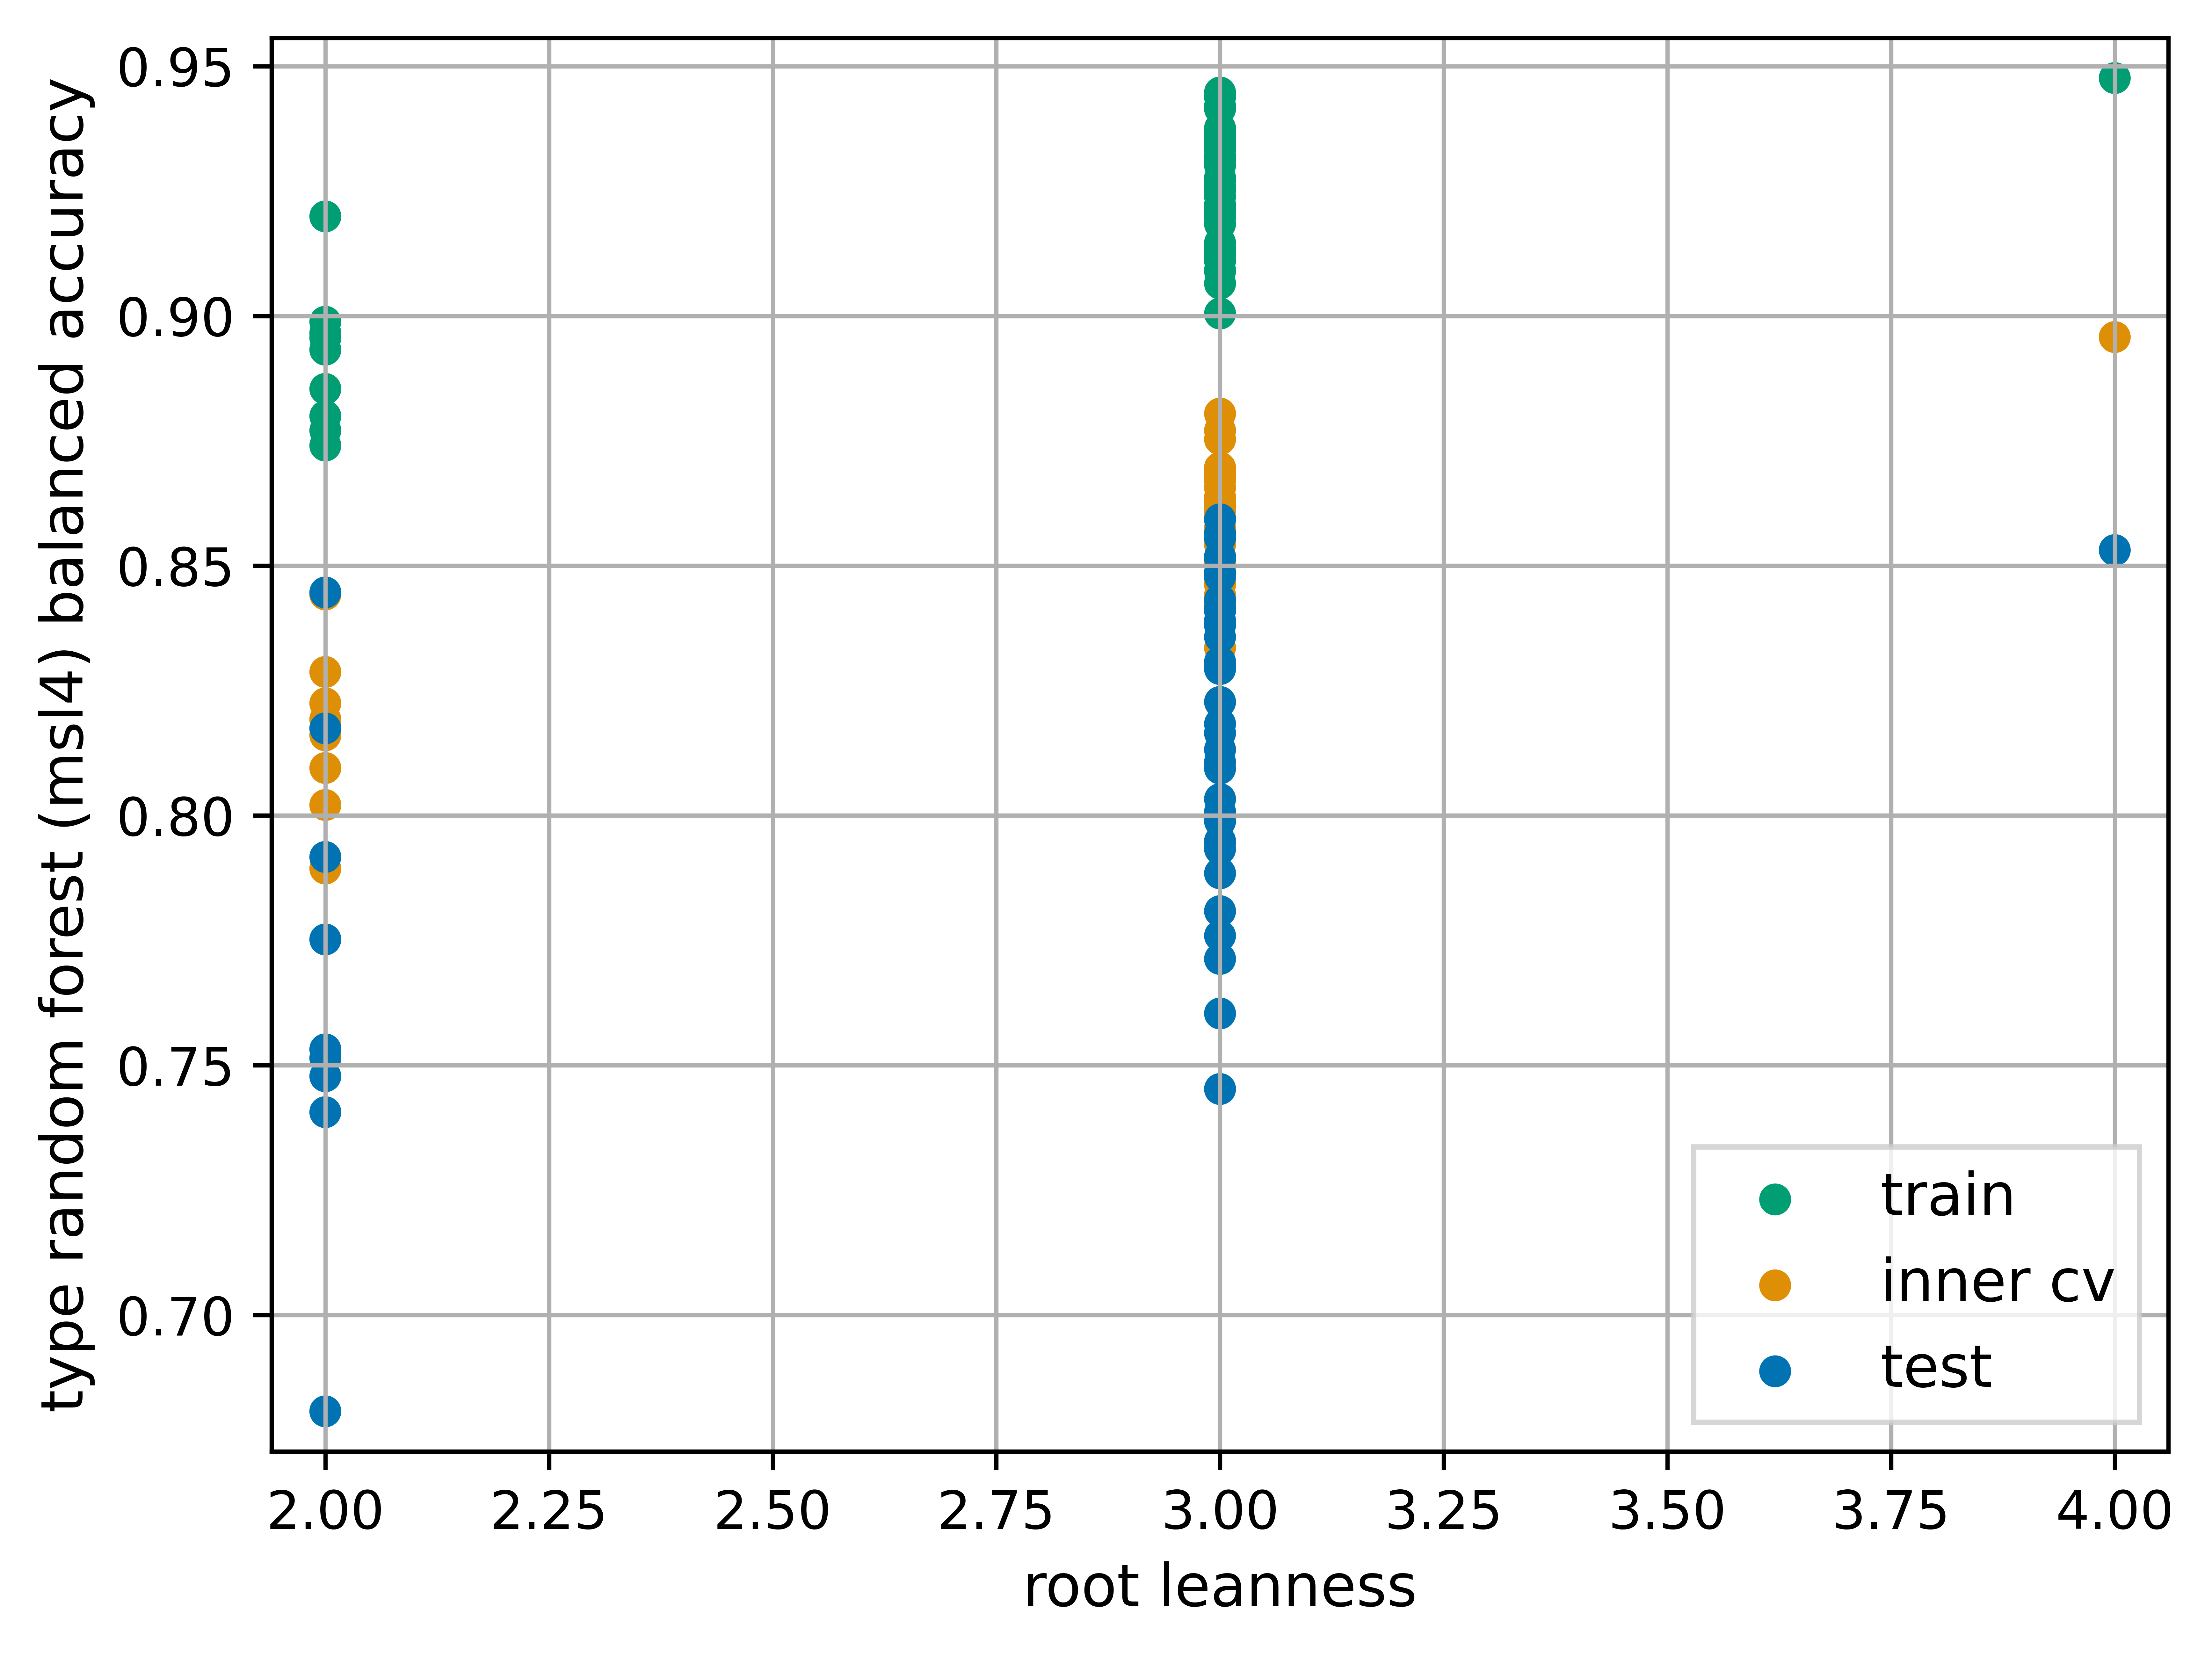 type random forest (msl4) balanced accuracy
0.95
0.90
0.85
0.80
0.75
0.70
train
inner cv
test
2.00 2.25 2.50 2.75 3.00 3.25 3.50 3.75 4.00
root leanness